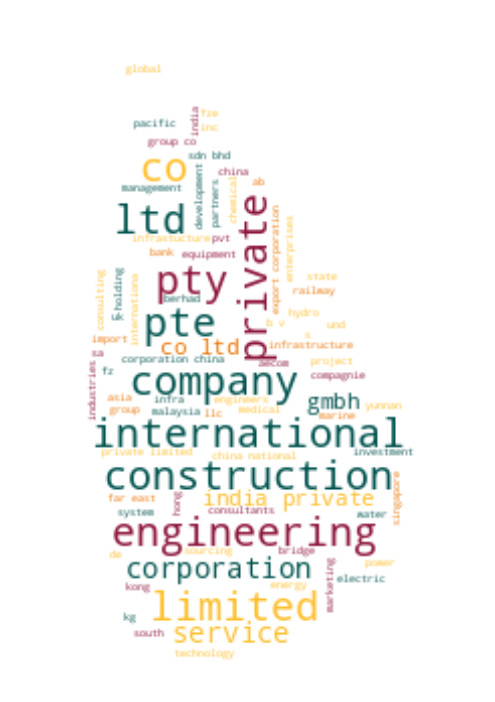 global
india
fze
inc
pacific
group co
sdn bhd
co
china
management
development
partners
chemical
ab
ltd
private
infrastucture
pvt
export corporation
enterprises
bank
equipment
consulting
uk
holding
internationa
pty
berhad
state
railway
pte
hydro
b v
und
s
import
co ltd
infrastructure
sa
corporation china
aecom
project
fz
industries
company
compagnie
asia
infra
engineers
gmbh
yunnan
group
malaysia
llc
medical
marine
international
private limited
china national
investment
construction
singapore
far east
hong
india private
system
consultants
water
engineering
de
sourcing
bridge
power
corporation
electric
kong
energy
marketing
kg
limited
south
service
technology